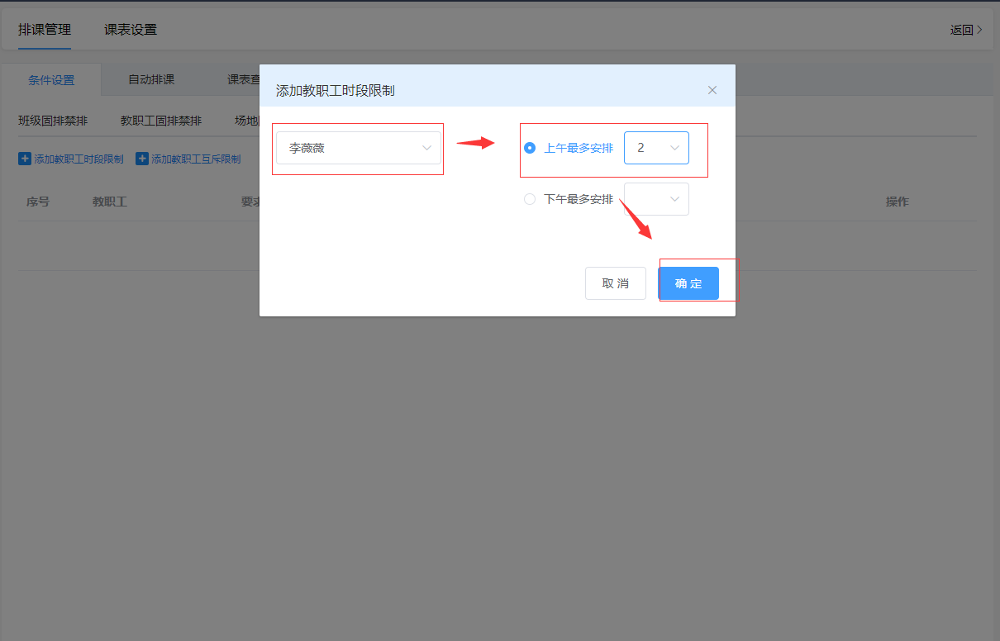 排课管理 课表设置 返回
条件设置 自动排课 课表查
添加教职工时段限制
班级固排禁排 教职工固排禁排 场地
李薇薇 上午最多安排 2
添加教职工时段限制 添加教职工互斥限制
下午最多安排
序号 教职工 要求 操作
取消 确定